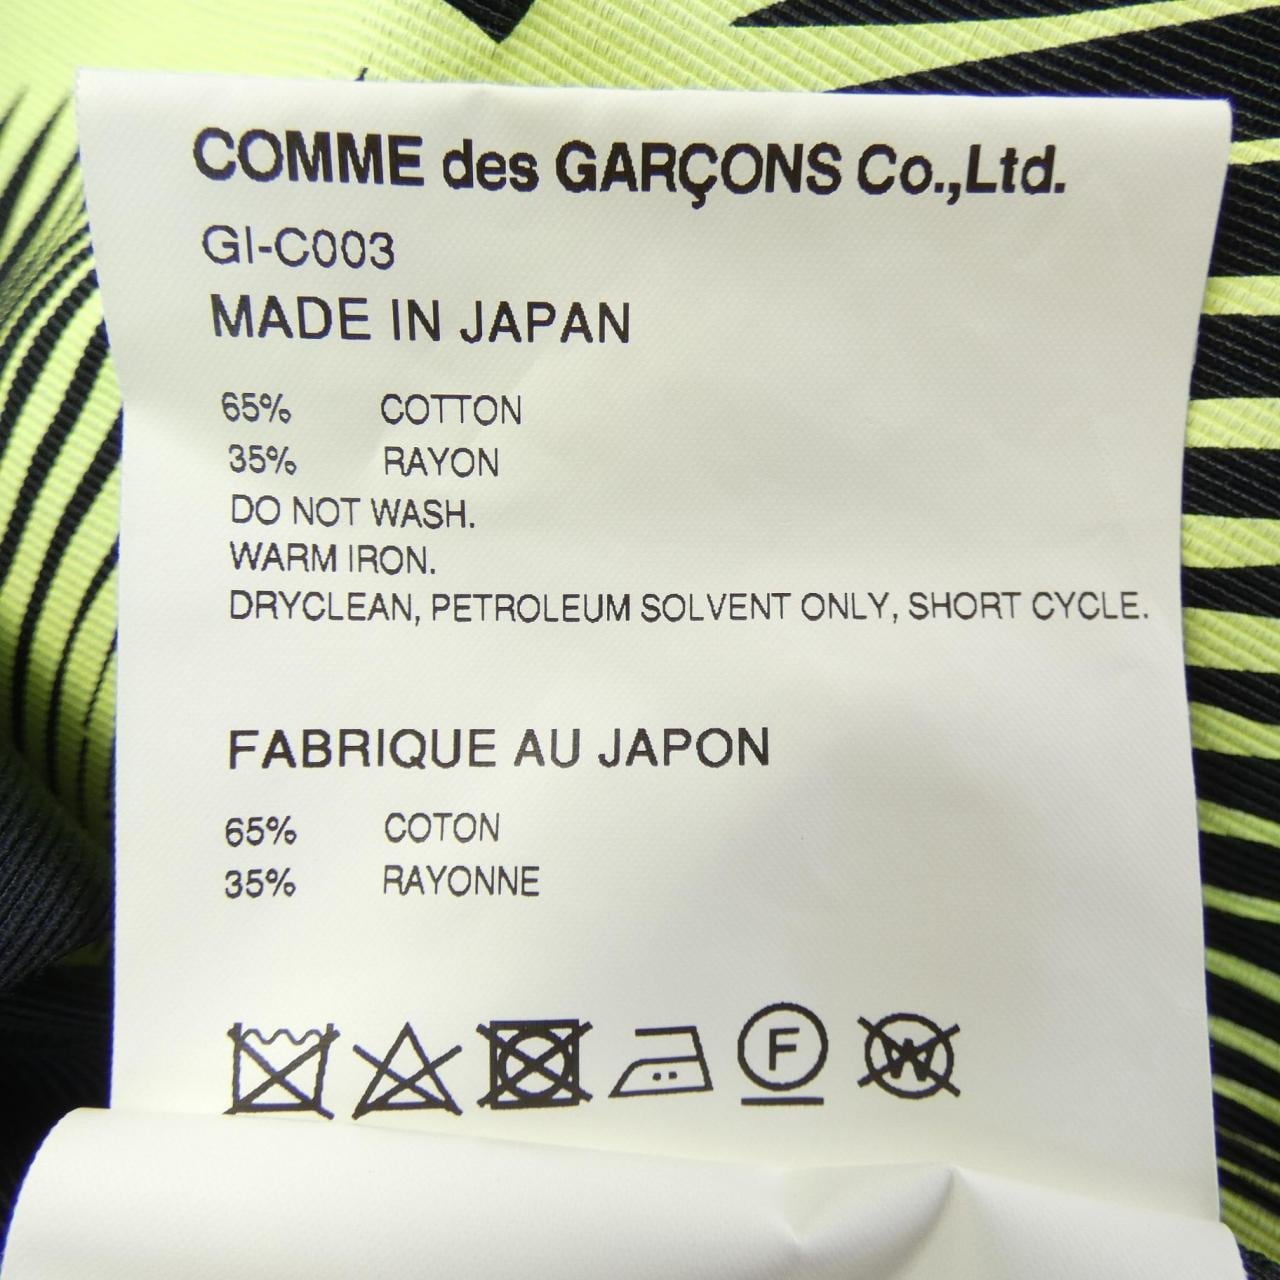 COMME des GARÇONS Co.,Ltd.
GI-C003
MADE IN JAPAN
65% COTTON
35% RAYON
DO NOT WASH.
WARM IRON.
DRYCLEAN, PETROLEUM SOLVENT ONLY, SHORT CYCLE.
FABRIQUE AU JAPON
65% COTON
35% RAYONNE
F W